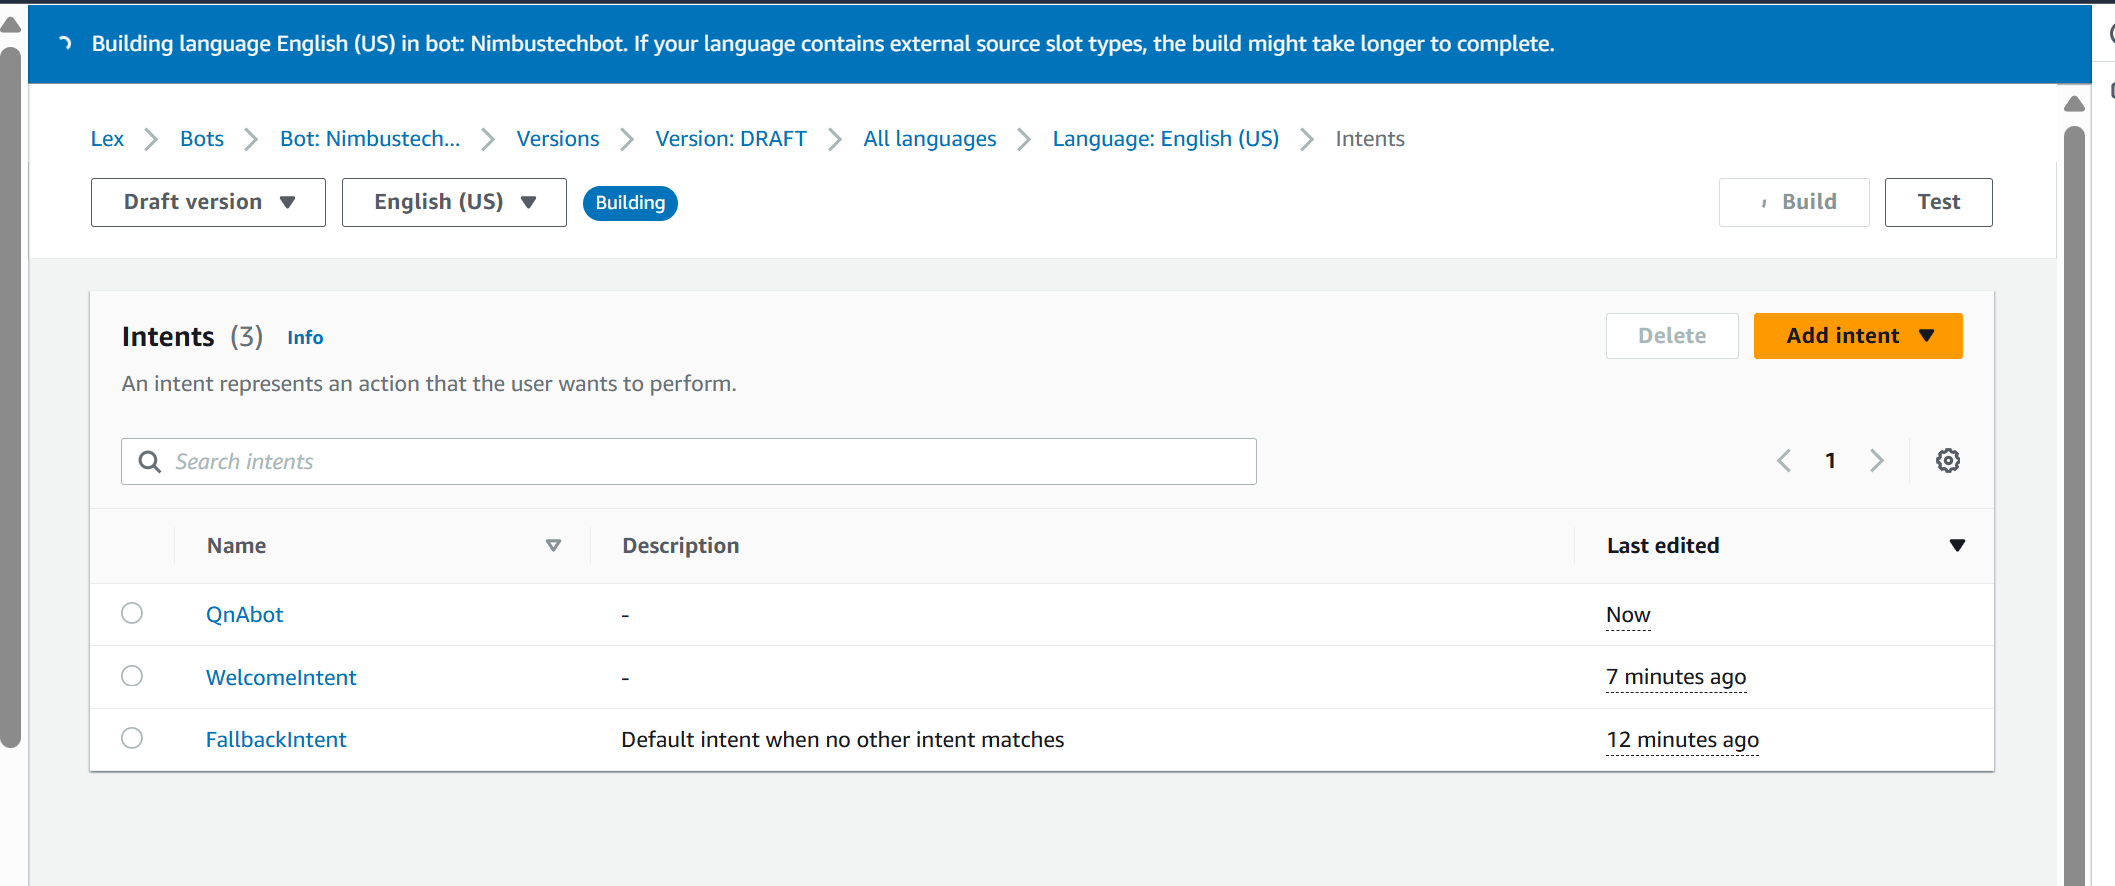 Building language English (US) in bot: Nimbustechbot. If your language contains external source slot types, the build might take longer to complete.
Lex Bots Bot: Nimbustech... Versions Version: DRAFT All languages Language: English (US) Intents
Draft version English (US) Building Build Test
Intents (3) Info Delete Add intent
An intent represents an action that the user wants to perform.
Search intents 1
Name Description Last edited
QnAbot - Now
WelcomeIntent - 7 minutes ago
FallbackIntent Default intent when no other intent matches 12 minutes ago